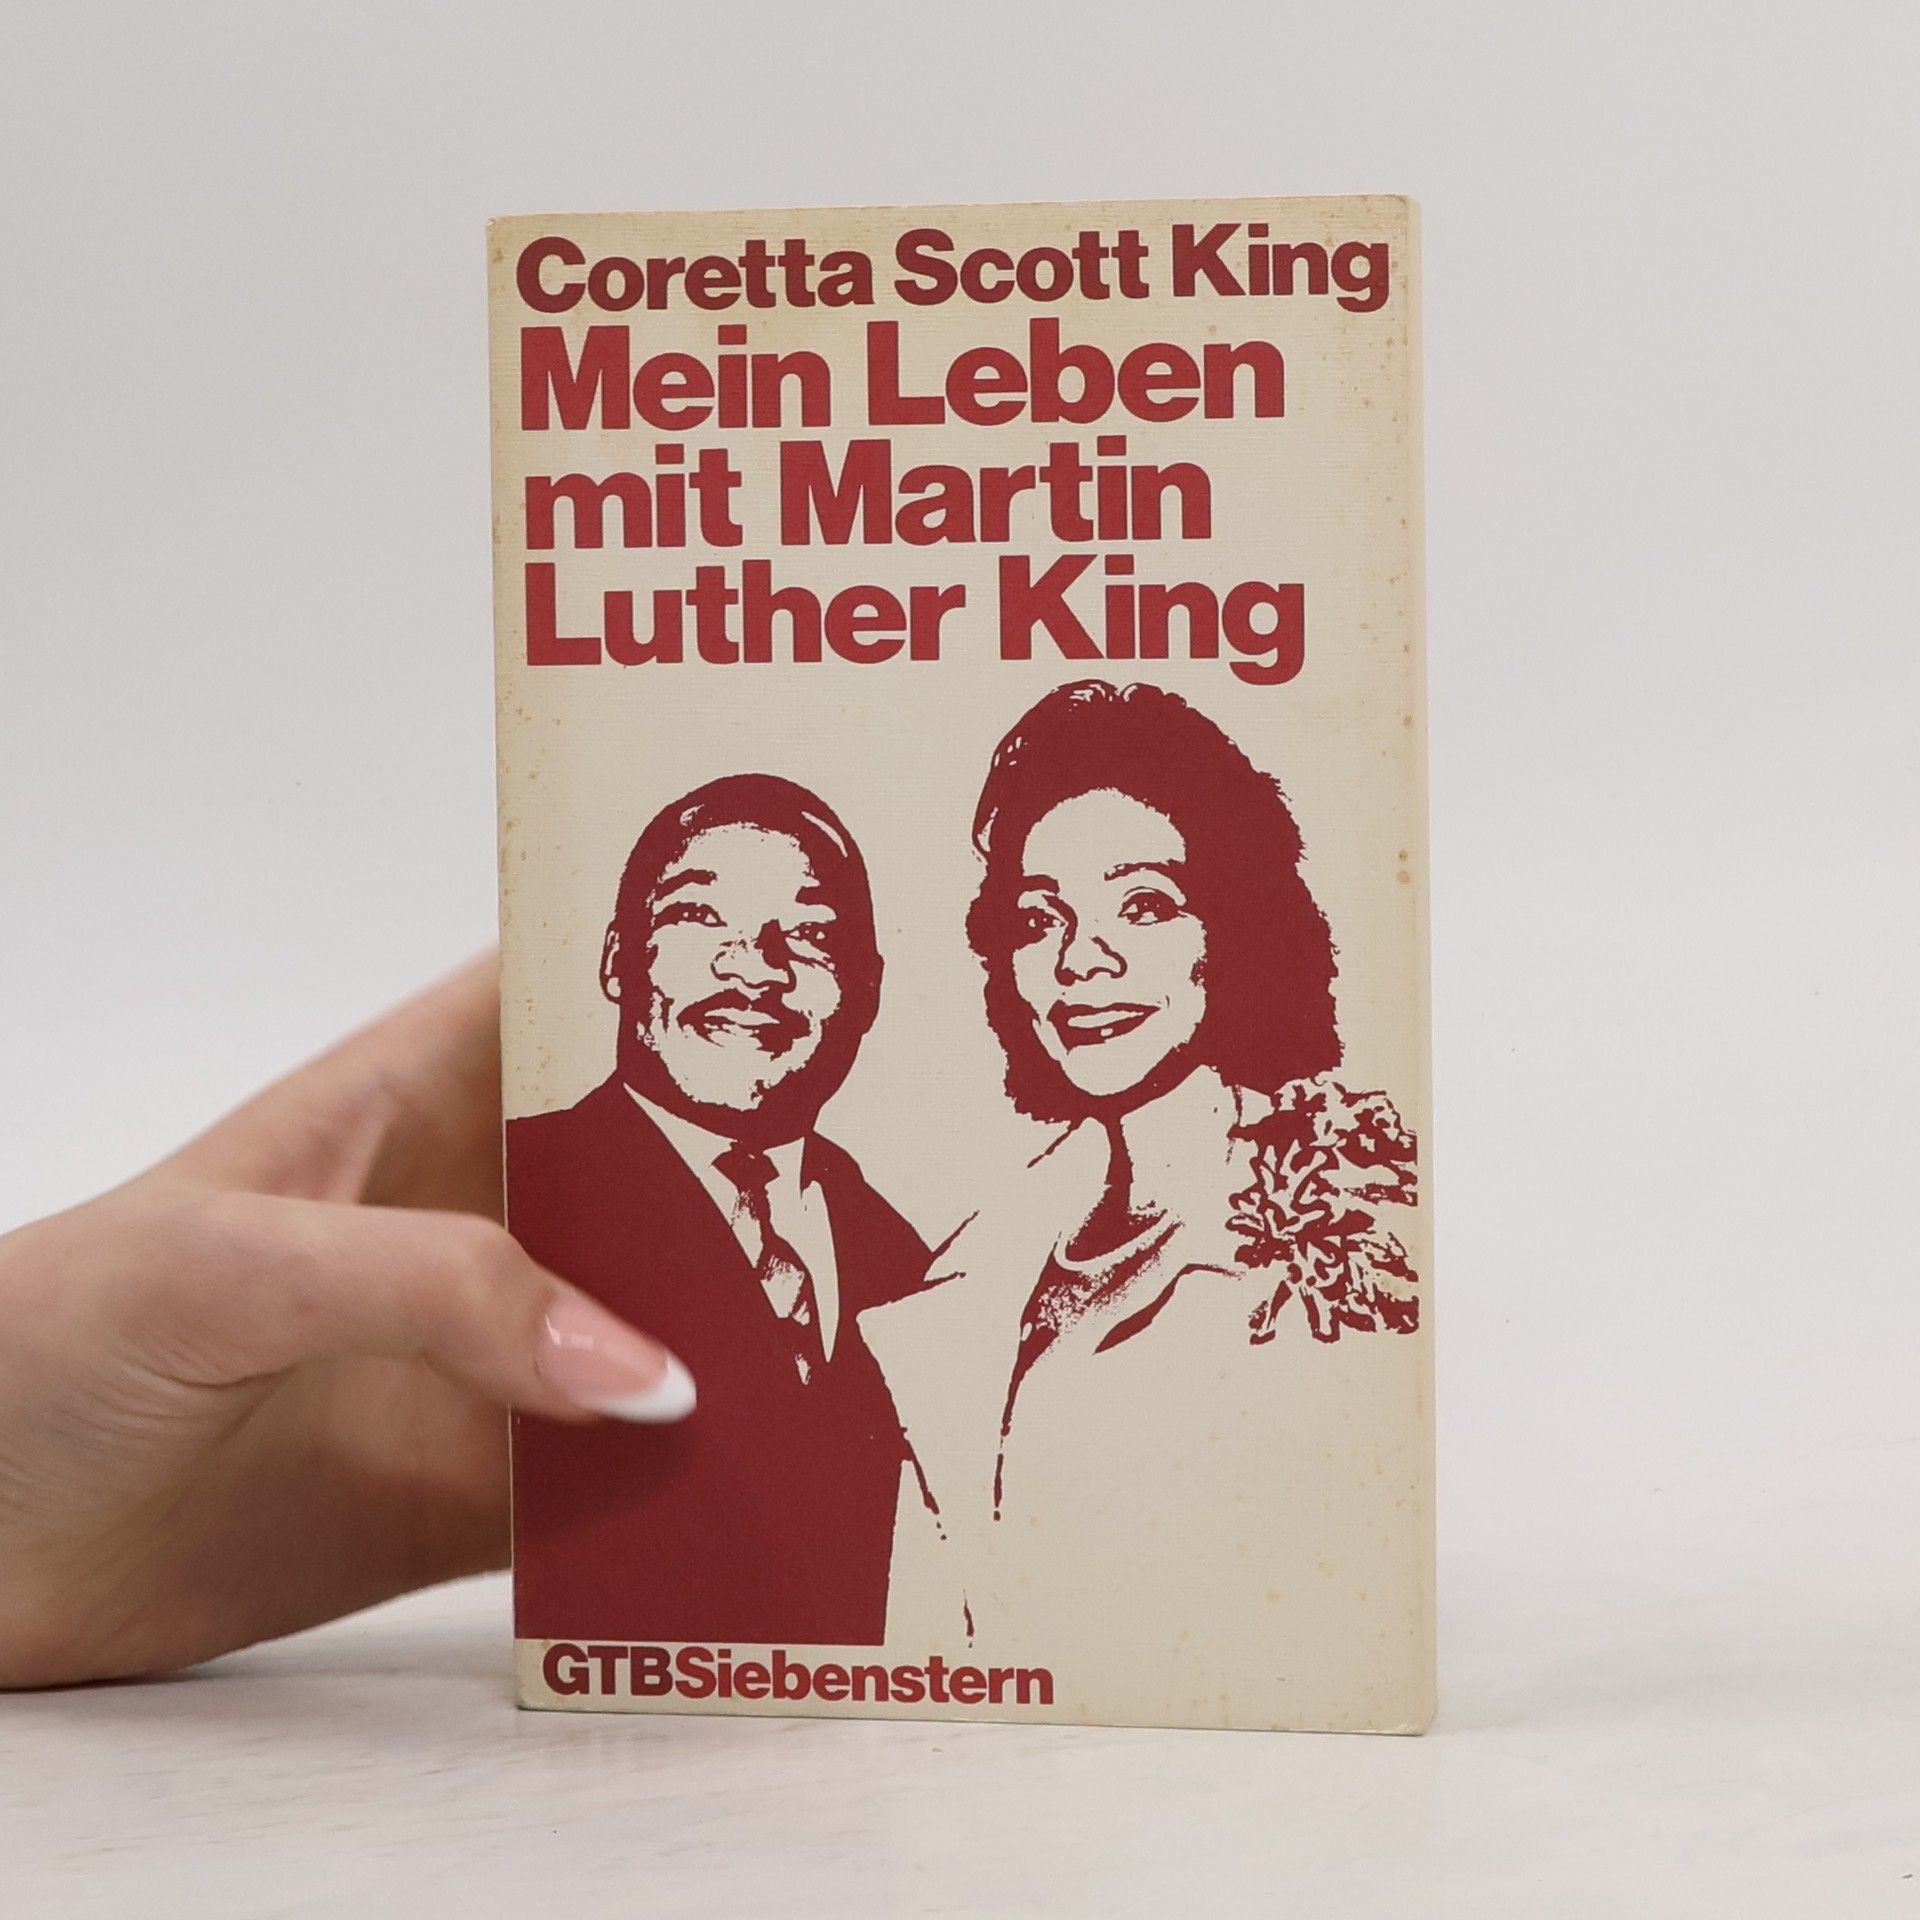 Coretta Scott King
Mein Leben
mit Martin
Luther King
GTBSiebenstern